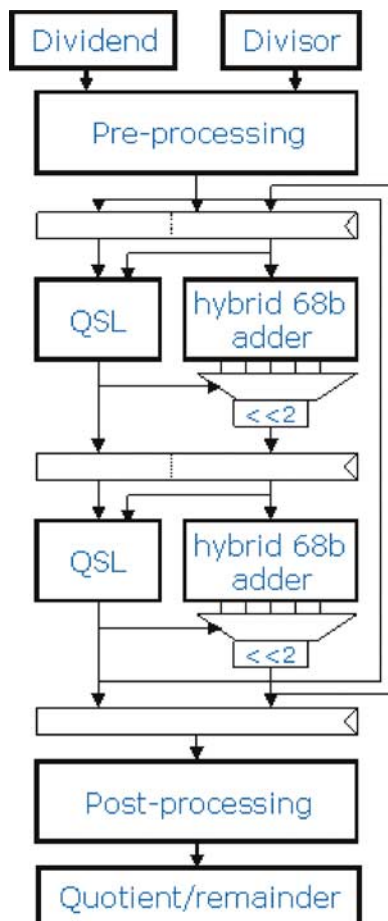 Dividend
Divisor
Pre-processing
QSL
hybrid 68b
adder
<<2
QSL
hybrid 68b
adder
<<2
Post-processing
Quotient/remainder